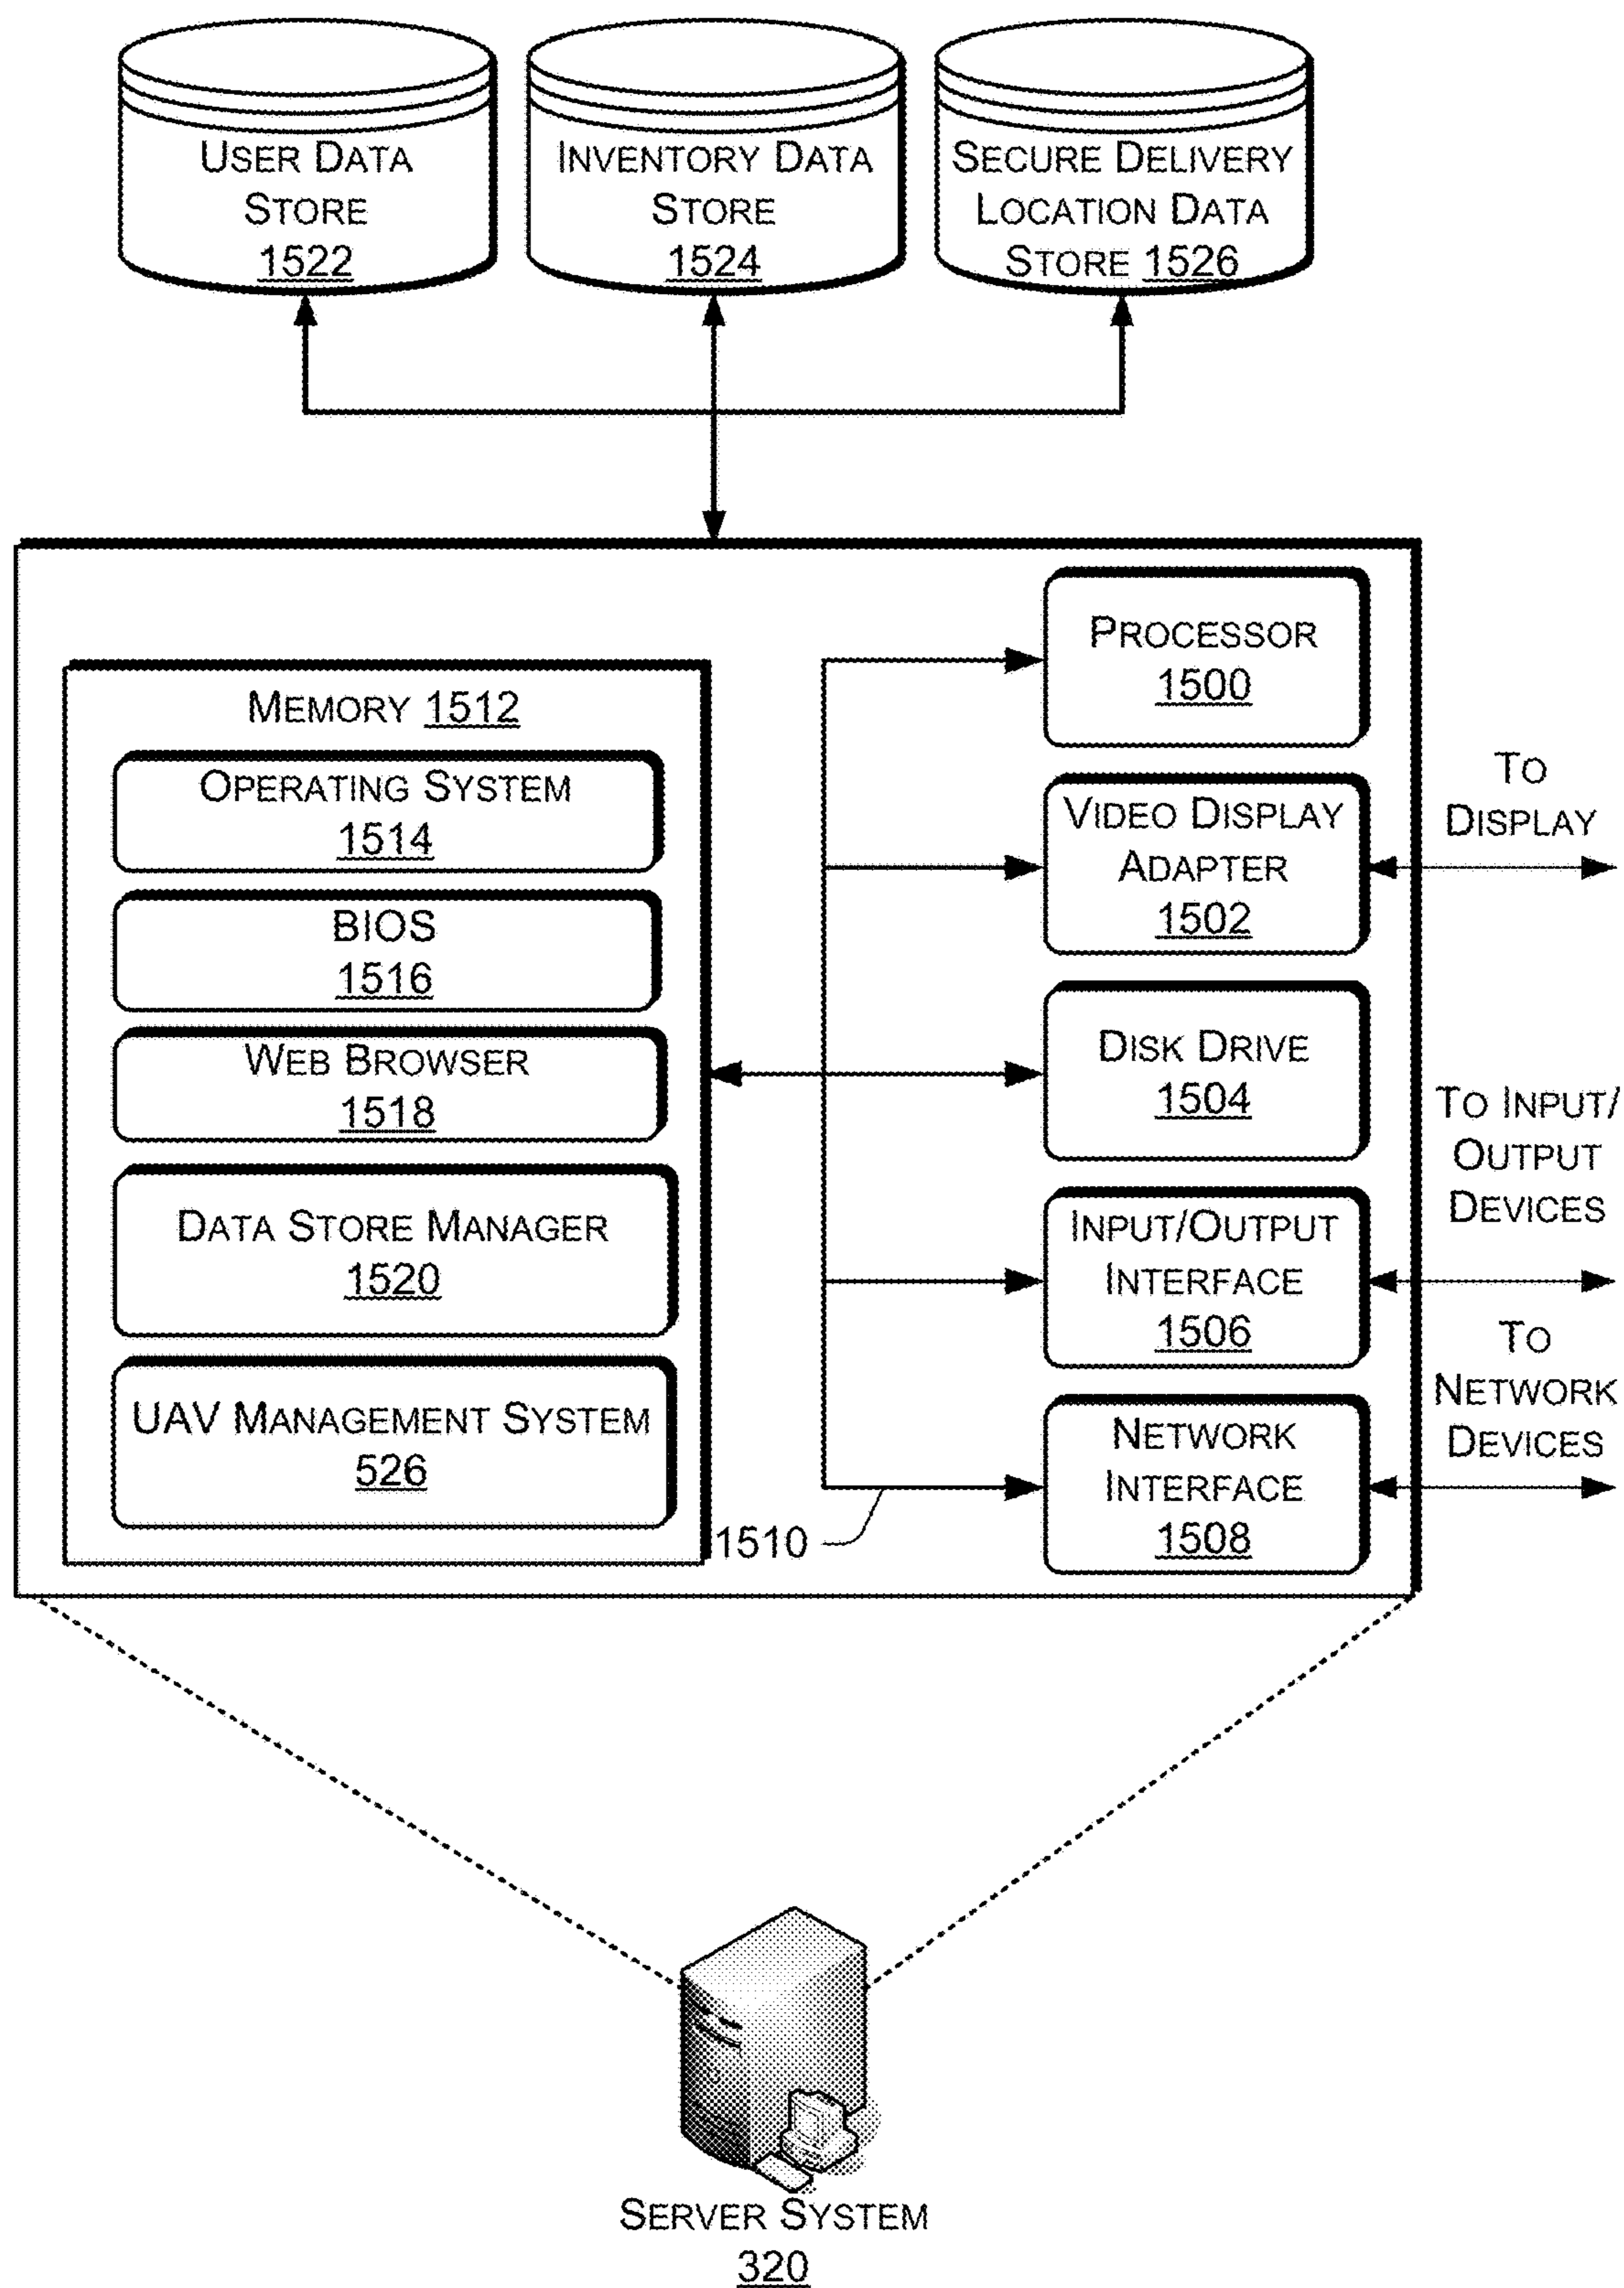 USER DATA
STORE
1522
INVENTORY DATA
STORE
1524
SECURE DELIVERY
LOCATION DATA
STORE 1526
MEMORY 1512
OPERATING SYSTEM
1514
BIOS
1516
WEB BROWSER
1518
DATA STORE MANAGER
1520
UAV MANAGEMENT SYSTEM
526
PROCESSOR
1500
VIDEO DISPLAY
ADAPTER
1502
DISK DRIVE
1504
INPUT/OUTPUT
INTERFACE
1506
NETWORK
INTERFACE
1508
1510
TO
DISPLAY
TO INPUT/
OUTPUT
DEVICES
TO
NETWORK
DEVICES
SERVER SYSTEM
320